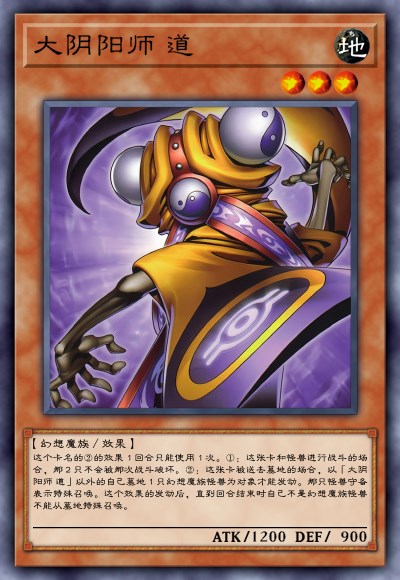 大阴阳师 道
地
【幻想魔族／效果】
这个卡名的②的效果1回合只能使用1次。①：这张卡和怪兽进行战斗的场
合，那2只不会被那次战斗破坏。②：这张卡被送去墓地的场合，以「大阴
阳师 道」以外的自己墓地1只幻想魔族怪兽为对象才能发动。那只怪兽守备
表示特殊召唤。这个效果的发动后，直到回合结束时自己不是幻想魔族怪兽
不能从墓地特殊召唤。
ATK/1200 DEF/ 900